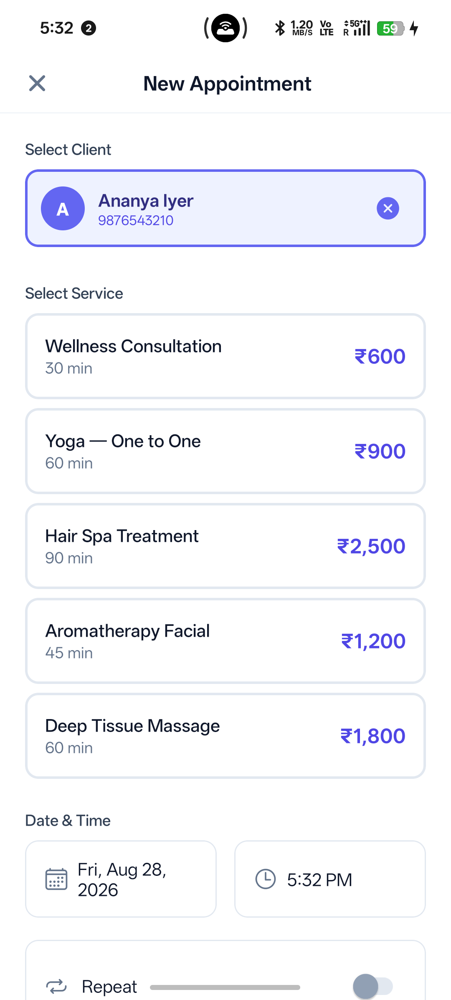 5:32 2 1.20 MB/S Vo LTE R 5G++ 59
New Appointment
Select Client
A
Ananya Iyer
9876543210
Select Service
Wellness Consultation
30 min
₹600
Yoga — One to One
60 min
₹900
Hair Spa Treatment
90 min
₹2,500
Aromatherapy Facial
45 min
₹1,200
Deep Tissue Massage
60 min
₹1,800
Date & Time
Fri, Aug 28,
2026
5:32 PM
Repeat